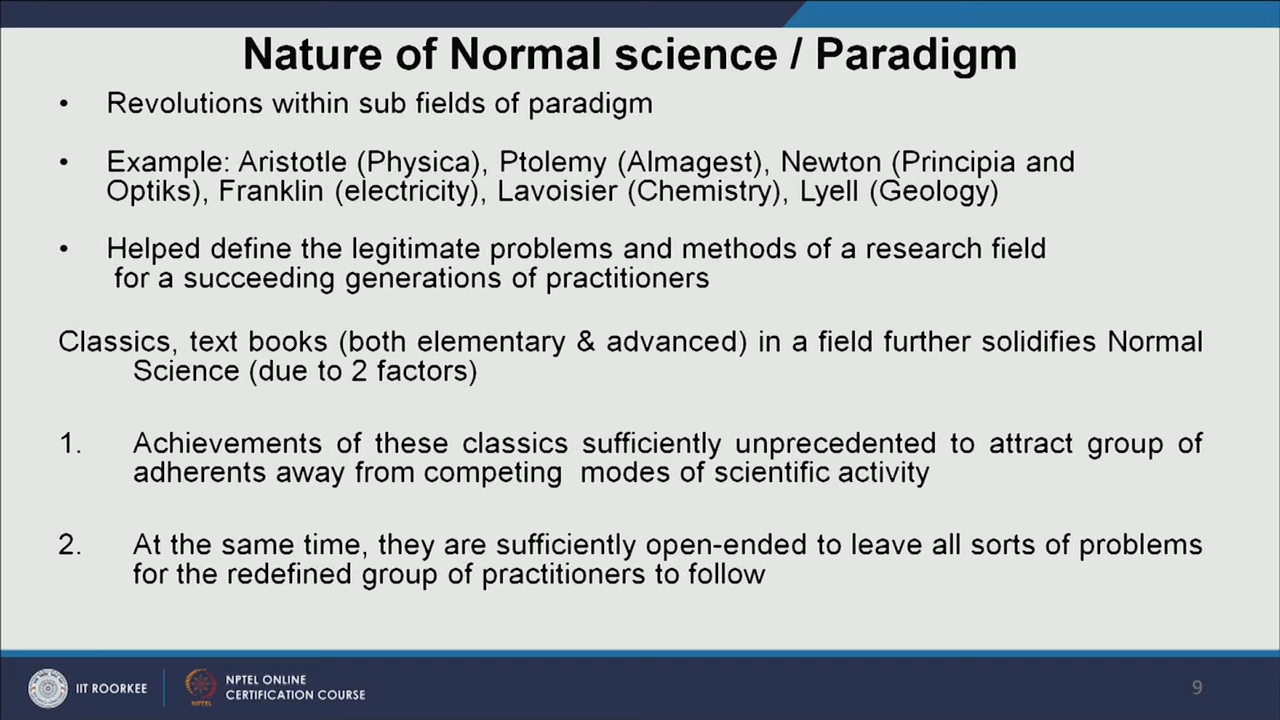 Nature of Normal science / Paradigm
• Revolutions within sub fields of paradigm
• Example: Aristotle (Physica), Ptolemy (Almagest), Newton (Principia and
Optiks), Franklin (electricity), Lavoisier (Chemistry), Lyell (Geology)
• Helped define the legitimate problems and methods of a research field
for a succeeding generations of practitioners
Classics, text books (both elementary & advanced) in a field further solidifies Normal
Science (due to 2 factors)
1. Achievements of these classics sufficiently unprecedented to attract group of
adherents away from competing modes of scientific activity
2. At the same time, they are sufficiently open-ended to leave all sorts of problems
for the redefined group of practitioners to follow
IIT ROORKEE
NPTEL
NPTEL ONLINE
CERTIFICATION COURSE
9